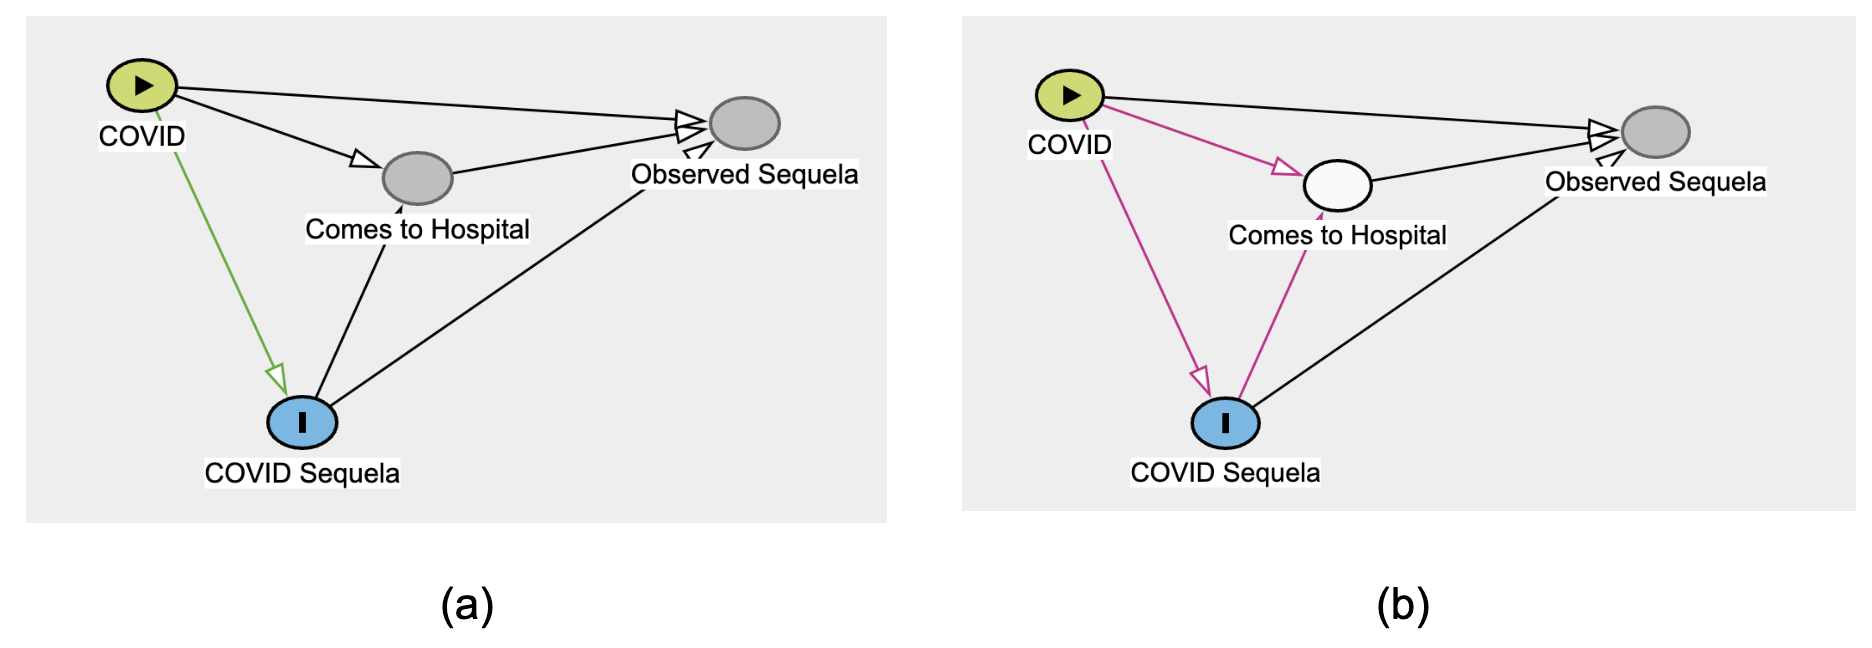 COVID
Comes to Hospital
Observed Sequela
COVID Sequela
(a)
COVID
Comes to Hospital
Observed Sequela
COVID Sequela
(b)